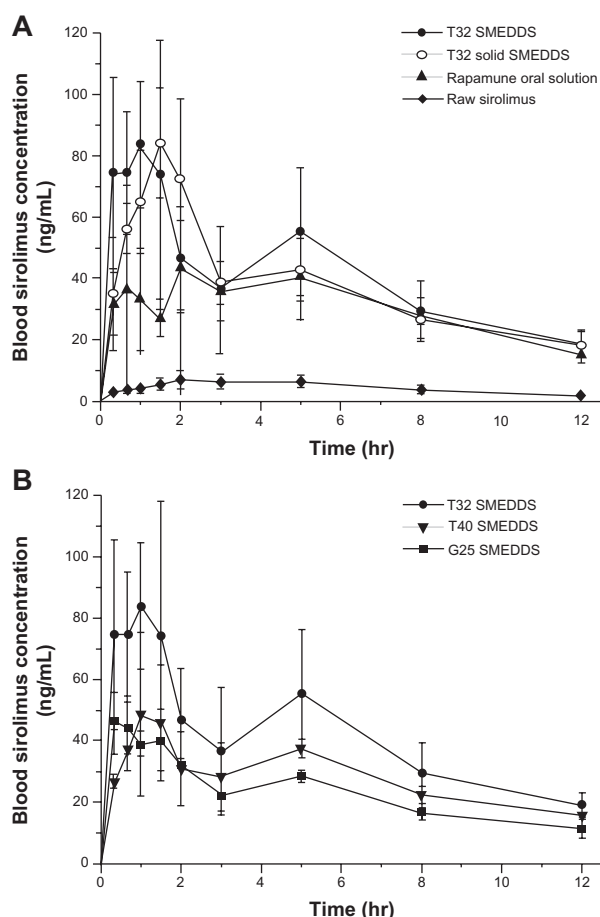 A
120
100
80
60
40
20
0
Blood sirolimus concentration
(ng/mL)
T32 SMEDDS
T32 solid SMEDDS
Rapamune oral solution
Raw sirolimus
0 2 4 6 8 10 12
Time (hr)
B
120
100
80
60
40
20
0
Blood sirolimus concentration
(ng/mL)
T32 SMEDDS
T40 SMEDDS
G25 SMEDDS
0 2 4 6 8 10 12
Time (hr)